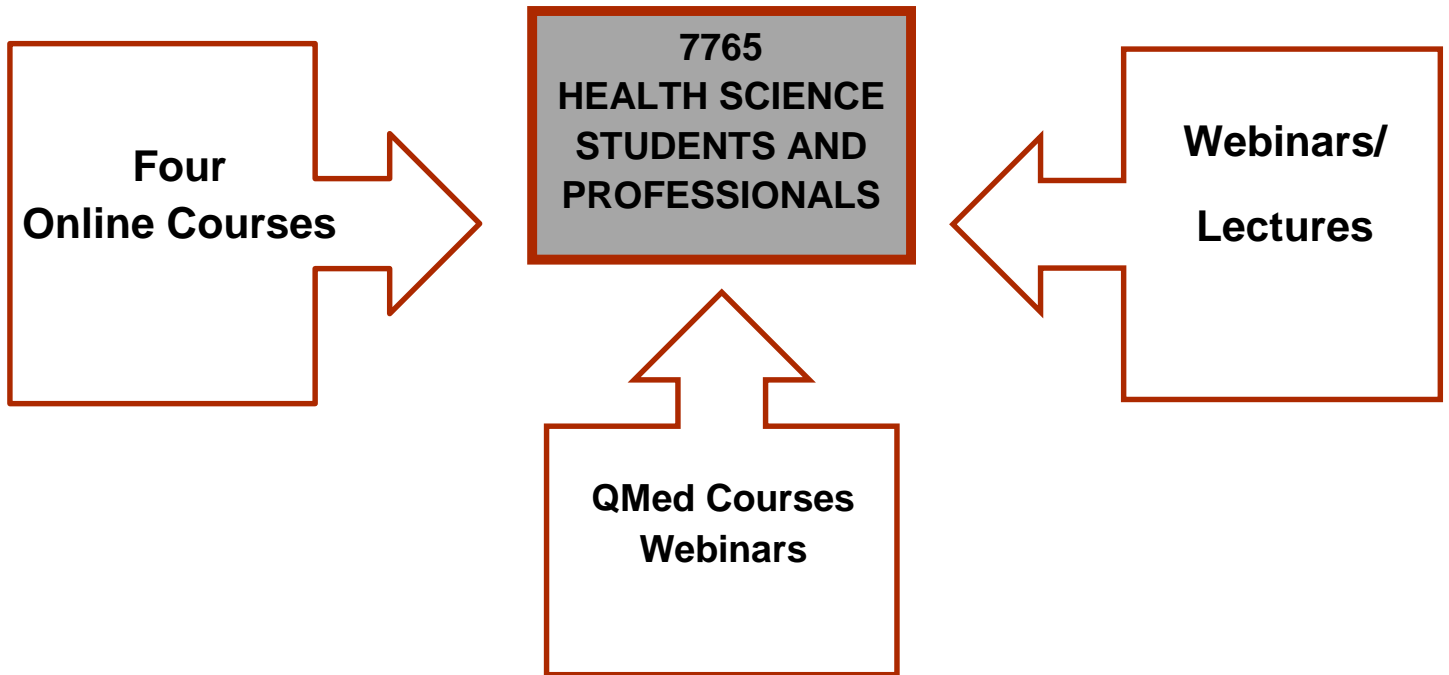 7765
HEALTH SCIENCE
STUDENTS AND
PROFESSIONALS
Four
Online Courses
Webinars/
Lectures
QMed Courses
Webinars